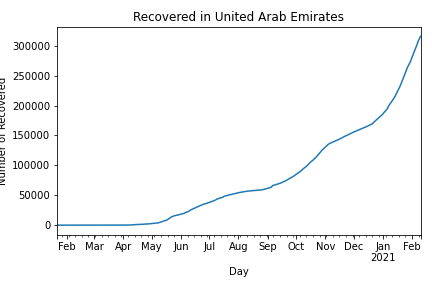 Recovered in United Arab Emirates
Number of Recovered
300000
250000
200000
150000
100000
50000
0
Feb Mar Apr May Jun Jul Aug Sep Oct Nov Dec Jan Feb
2021
Day